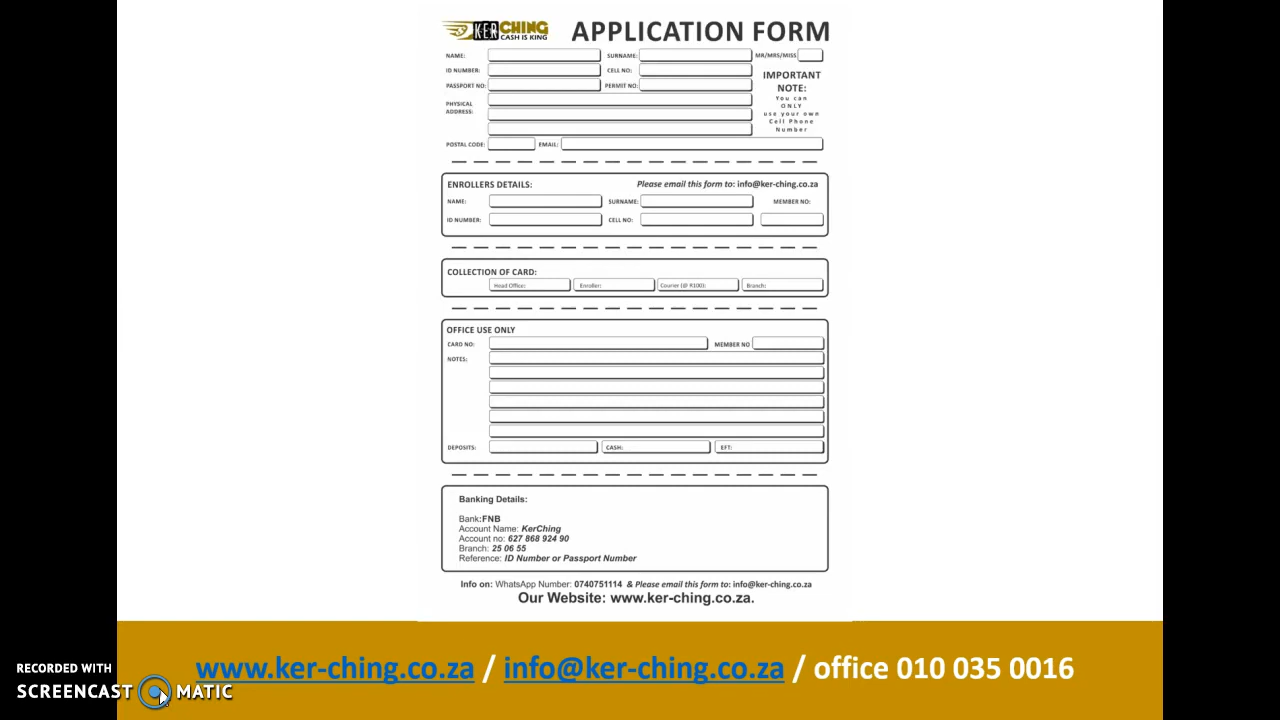 KERCHING
CASH IS KING
APPLICATION FORM
NAME: SURNAME: MR/MRS/MISS
ID NUMBER: CELL NO:
PASSPORT NO: PERMIT NO:
PHYSICAL
ADDRESS:
IMPORTANT
NOTE:
You can
ONLY
use your own
Cell Phone
Number
POSTAL CODE: EMAIL:
ENROLLERS DETAILS: Please email this form to: info@ker-ching.co.za
NAME: SURNAME: MEMBER NO:
ID NUMBER: CELL NO:
COLLECTION OF CARD:
Head Office: Enroller: Courier (@ R100): Branch:
OFFICE USE ONLY
CARD NO: MEMBER NO
NOTES:
DEPOSITS: CASH: EFT:
Banking Details:
Bank:FNB
Account Name: KerChing
Account no: 627 868 924 90
Branch: 25 06 55
Reference: ID Number or Passport Number
Info on: WhatsApp Number: 0740751114 & Please email this form to: info@ker-ching.co.za
Our Website: www.ker-ching.co.za.
www.ker-ching.co.za / info@ker-ching.co.za / office 010 035 0016
RECORDED WITH
SCREENCAST MATIC